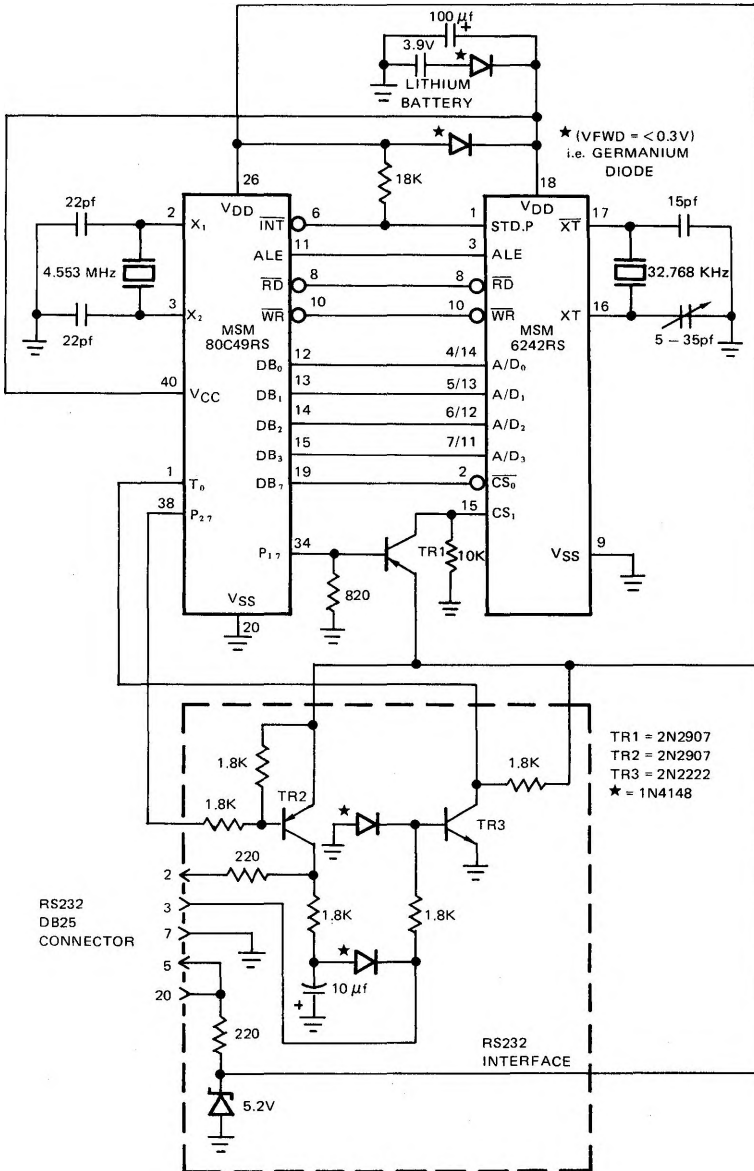 100 μf +
3.9V
★
LITHIUM
BATTERY
★ (VFWD = <0.3V)
i.e. GERMANIUM
DIODE
★
18K
26
VDD
18
VDD
22pf
2
X1
INT
6
1
STD.P
XT
17
15pf
ALE
11
3
ALE
4.553 MHz
RD
8
8
RD
32.768 KHz
3
X2
WR
10
10
WR
XT
16
22pf
MSM
80C49RS
MSM
6242RS
5 – 35pf
DB0
12
4/14
A/D0
40
VCC
DB1
13
5/13
A/D1
DB2
14
6/12
A/D2
DB3
15
7/11
A/D3
1
T0
DB7
19
2
CS0
38
P27
15
CS1
P17
34
TR1
10K
VSS
9
820
VSS
20
TR1 = 2N2907
TR2 = 2N2907
TR3 = 2N2222
★ = 1N4148
1.8K
1.8K
1.8K
TR2
★
TR3
2
220
RS232
DB25
CONNECTOR
3
1.8K
1.8K
7
★
5
10 μf
+
20
220
RS232
INTERFACE
5.2V